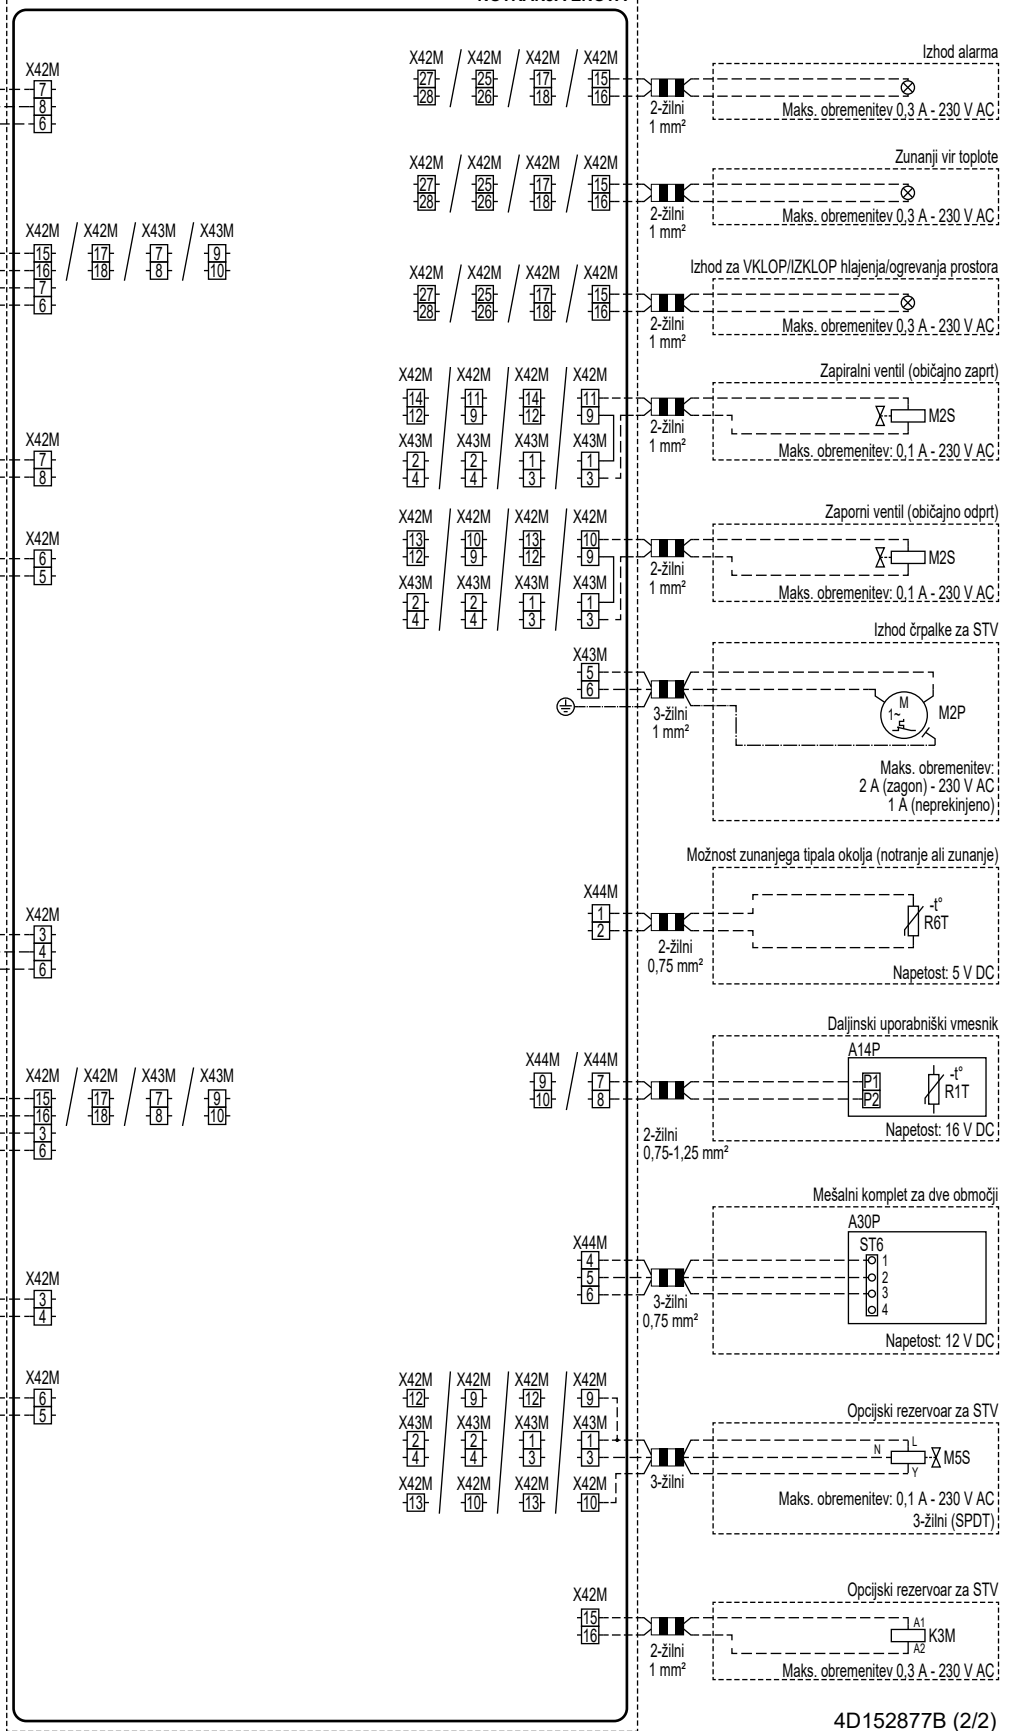 X42M
7
8
6
X42M / X42M / X42M / X42M
27 25 17 15
28 26 18 16
2-žilni
1 mm²
Izhod alarma
Maks. obremenitev 0,3 A - 230 V AC
X42M / X42M / X42M / X42M
27 25 17 15
28 26 18 16
2-žilni
1 mm²
Zunanji vir toplote
Maks. obremenitev 0,3 A - 230 V AC
X42M / X42M / X43M / X43M
15 17 7 9
16 18 8 10
7
6
X42M / X42M / X42M / X42M
27 25 17 15
28 26 18 16
2-žilni
1 mm²
Izhod za VKLOP/IZKLOP hlajenja/ogrevanja prostora
Maks. obremenitev 0,3 A - 230 V AC
X42M / X42M / X42M / X42M
14 11 14 11
12 9 12 9
X43M X43M X43M X43M
2 2 1 1
4 4 3 3
2-žilni
1 mm²
Zapiralni ventil (običajno zaprt)
M2S
Maks. obremenitev: 0,1 A - 230 V AC
X42M
7
8
X42M / X42M / X42M / X42M
13 10 13 10
12 9 12 9
X43M X43M X43M X43M
2 2 1 1
4 4 3 3
2-žilni
1 mm²
Zaporni ventil (običajno odprt)
M2S
Maks. obremenitev: 0,1 A - 230 V AC
X42M
6
5
X43M
5
6
3-žilni
1 mm²
Izhod črpalke za STV
M
1~
M2P
Maks. obremenitev:
2 A (zagon) - 230 V AC
1 A (neprekinjeno)
X44M
1
2
2-žilni
0,75 mm²
Možnost zunanjega tipala okolja (notranje ali zunanje)
-t°
R6T
Napetost: 5 V DC
X42M
3
4
6
X44M / X44M
9 7
10 8
2-žilni
0,75-1,25 mm²
Daljinski uporabniški vmesnik
A14P
P1
P2
-t°
R1T
Napetost: 16 V DC
X42M / X42M / X43M / X43M
15 17 7 9
16 18 8 10
3
6
X44M
4
5
6
3-žilni
0,75 mm²
Mešalni komplet za dve območji
A30P
ST6
1
2
3
4
Napetost: 12 V DC
X42M
3
4
X42M / X42M / X42M / X42M
12 9 12 9
X43M X43M X43M X43M
2 2 1 1
4 4 3 3
X42M X42M X42M X42M
13 10 13 10
3-žilni
Opcijski rezervoar za STV
N
L
Y
M5S
Maks. obremenitev: 0,1 A - 230 V AC
3-žilni (SPDT)
X42M
6
5
X42M
15
16
2-žilni
1 mm²
Opcijski rezervoar za STV
A1
A2
K3M
Maks. obremenitev 0,3 A - 230 V AC
4D152877B (2/2)